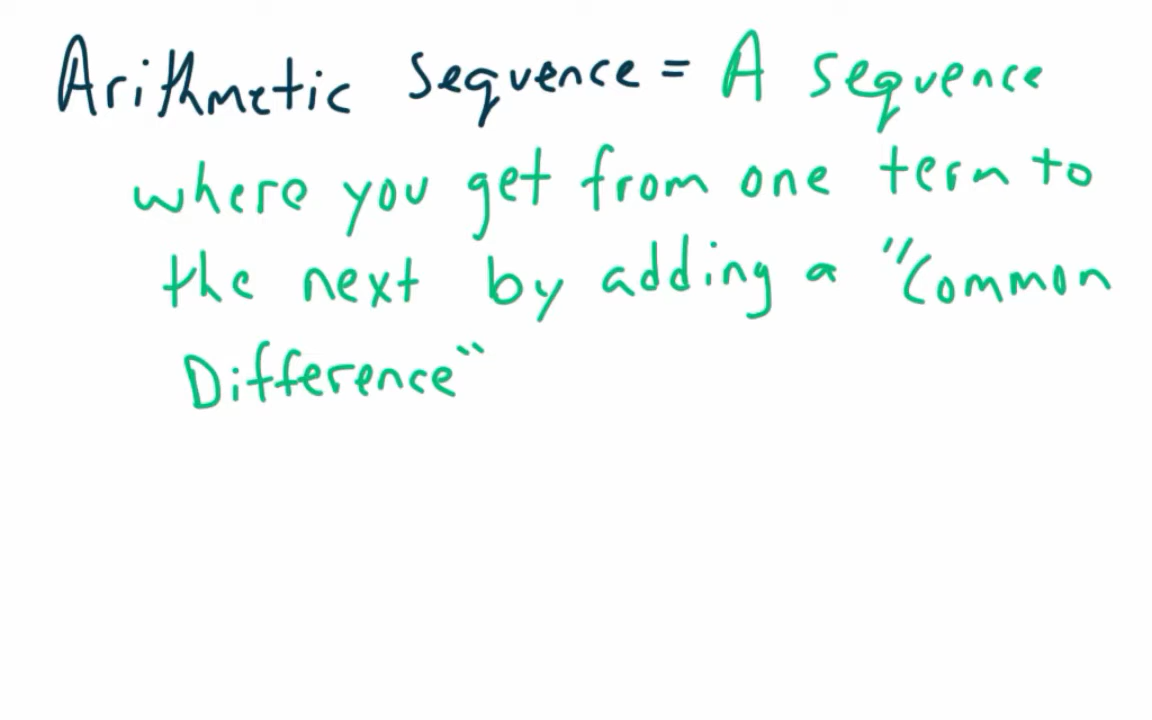 Arithmetic Sequence = A sequence
where you get from one term to
the next by adding a "Common
Difference"